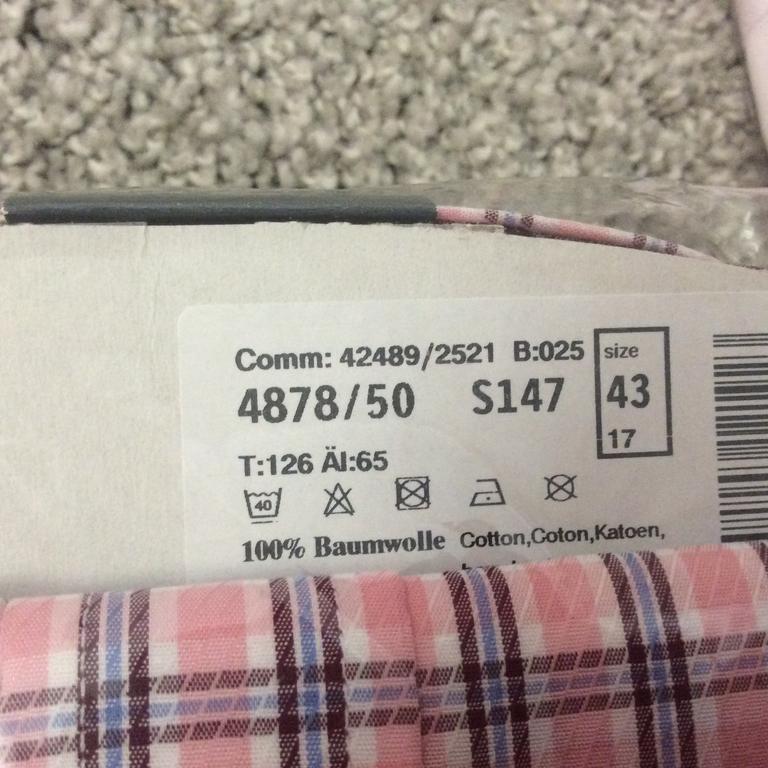 Comm: 42489/2521 B:025
size
4878/50 S147
43
17
T:126 Äl:65
40
100% Baumwolle Cotton,Coton,Katoen,